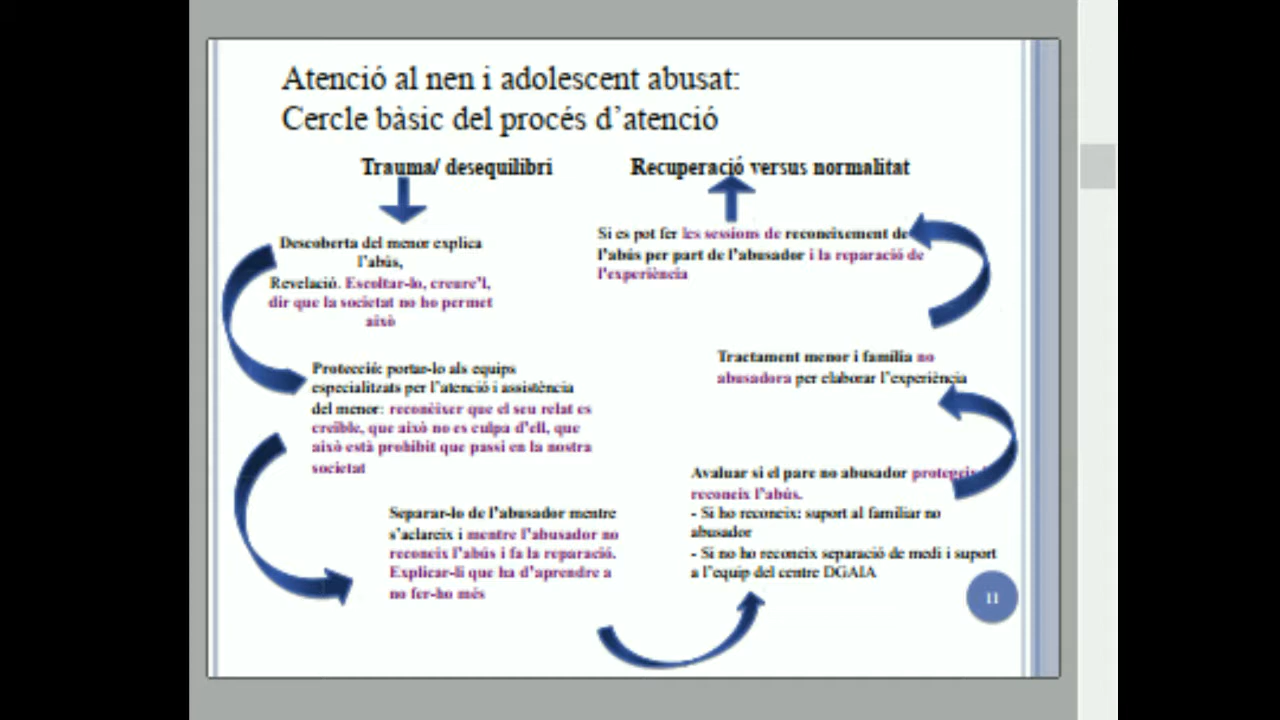 Atenció al nen i adolescent abusat:
Cercle bàsic del procés d'atenció
Trauma/ desequilibri
Descoberta del menor explica
l'abús,
Revelació. Escoltar-lo, creure'l,
dir que la societat no ho permet
això
Protecció: portar-lo als equips
especialitzats per l'atenció i assistència
del menor: reconèixer que el seu relat es
creïble, que això no es culpa d'ell, que
això està prohibit que passi en la nostra
societat
Separar-lo de l'abusador mentre
s'aclareix i mentre l'abusador no
reconeix l'abús i fa la reparació.
Explicar-li que ha d'aprendre a
no fer-ho més
Avaluar si el pare no abusador protegeix
reconeix l'abús.
- Si ho reconeix: suport al familiar no
abusador
- Si no ho reconeix separació de medi i suport
a l'equip del centre DGAIA
Tractament menor i família no
abusadora per elaborar l'experiència
Recuperació versus normalitat
Si es pot fer les sessions de reconeixement de
l'abús per part de l'abusador i la reparació de
l'experiència
11